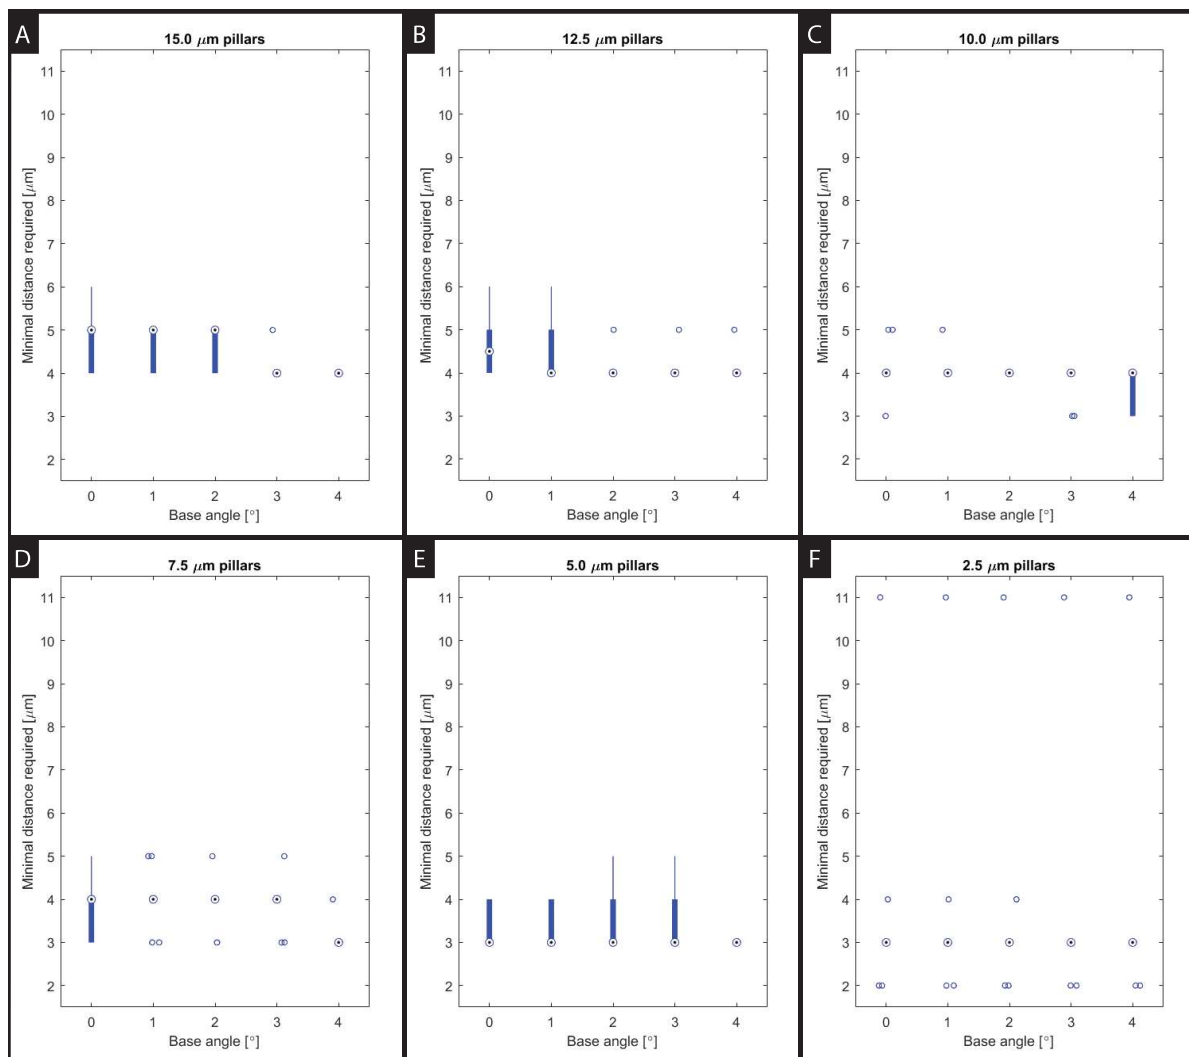 A
15.0 μm pillars
11
10
9
8
7
6
5
4
3
2
Minimal distance required [μm]
0 1 2 3 4
Base angle [°]
B
12.5 μm pillars
11
10
9
8
7
6
5
4
3
2
Minimal distance required [μm]
0 1 2 3 4
Base angle [°]
C
10.0 μm pillars
11
10
9
8
7
6
5
4
3
2
Minimal distance required [μm]
0 1 2 3 4
Base angle [°]
D
7.5 μm pillars
11
10
9
8
7
6
5
4
3
2
Minimal distance required [μm]
0 1 2 3 4
Base angle [°]
E
5.0 μm pillars
11
10
9
8
7
6
5
4
3
2
Minimal distance required [μm]
0 1 2 3 4
Base angle [°]
F
2.5 μm pillars
11
10
9
8
7
6
5
4
3
2
Minimal distance required [μm]
0 1 2 3 4
Base angle [°]